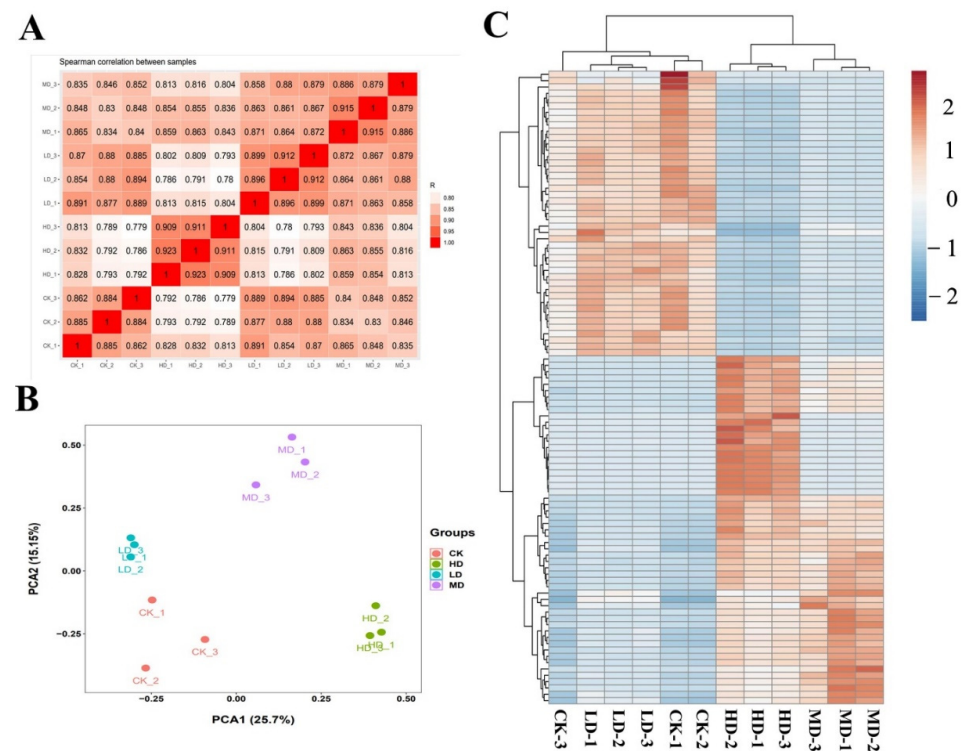 A
Spearman correlation between samples
MD_3 0.835 0.846 0.852 0.813 0.816 0.804 0.858 0.88 0.879 0.886 0.879 1
MD_2 0.848 0.83 0.848 0.854 0.855 0.836 0.863 0.861 0.867 0.915 1 0.879
MD_1 0.865 0.834 0.84 0.859 0.863 0.843 0.871 0.864 0.872 1 0.915 0.886
LD_3 0.87 0.88 0.885 0.802 0.809 0.793 0.899 0.912 1 0.872 0.867 0.879
LD_2 0.854 0.88 0.894 0.786 0.791 0.78 0.896 1 0.912 0.864 0.861 0.88
LD_1 0.891 0.877 0.889 0.813 0.815 0.804 1 0.896 0.899 0.871 0.863 0.858
HD_3 0.813 0.789 0.779 0.909 0.911 1 0.804 0.78 0.793 0.843 0.836 0.804
HD_2 0.832 0.792 0.786 0.923 1 0.911 0.815 0.791 0.809 0.863 0.855 0.816
HD_1 0.828 0.793 0.792 1 0.923 0.909 0.813 0.786 0.802 0.859 0.854 0.813
CK_3 0.862 0.884 1 0.792 0.786 0.779 0.889 0.894 0.885 0.84 0.848 0.852
CK_2 0.885 1 0.884 0.793 0.792 0.789 0.877 0.88 0.88 0.834 0.83 0.846
CK_1 1 0.885 0.862 0.828 0.832 0.813 0.891 0.854 0.87 0.865 0.848 0.835
CK_1 CK_2 CK_3 HD_1 HD_2 HD_3 LD_1 LD_2 LD_3 MD_1 MD_2 MD_3
R
0.80
0.85
0.90
0.95
1.00
B
PCA2 (15.15%)
0.50
0.25
0.00
−0.25
MD_1
MD_2
MD_3
LD_3
LD_1
LD_2
CK_1
CK_3
CK_2
HD_2
HD_3
HD_1
−0.25 0.00 0.25 0.50
PCA1 (25.7%)
Groups
CK
HD
LD
MD
C
2
1
0
−1
−2
CK-3 LD-1 LD-2 LD-3 CK-1 CK-2 HD-2 HD-1 HD-3 MD-3 MD-1 MD-2